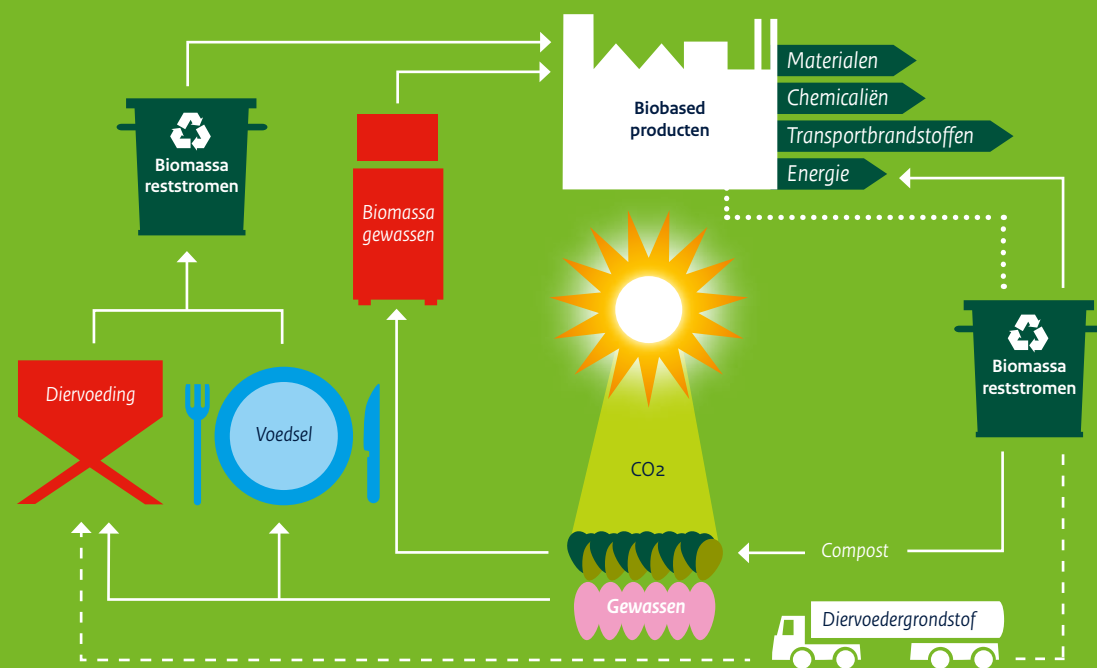 Biobased
producten
Materialen
Chemicaliën
Transportbrandstoffen
Energie
Biomassa
reststromen
Biomassa
gewassen
Biomassa
reststromen
Diervoeding
Voedsel
CO2
Compost
Gewassen
Diervoedergrondstof